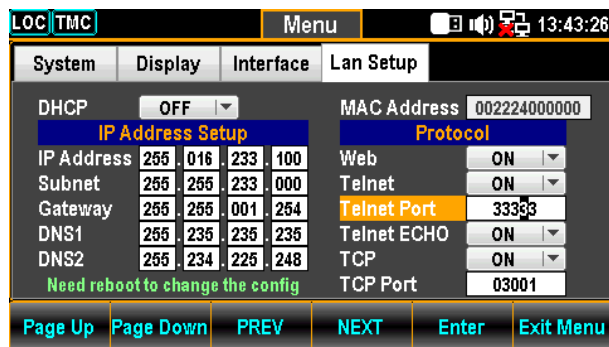 LOC TMC Menu 13:43:26
System Display Interface Lan Setup
DHCP OFF MAC Address 002224000000
IP Address Setup Protocol
IP Address 255 . 016 . 233 . 100 Web ON
Subnet 255 . 255 . 233 . 000 Telnet ON
Gateway 255 . 255 . 001 . 254 Telnet Port 33333
DNS1 255 . 235 . 235 . 235 Telnet ECHO ON
DNS2 255 . 234 . 225 . 248 TCP ON
Need reboot to change the config TCP Port 03001
Page Up Page Down PREV NEXT Enter Exit Menu